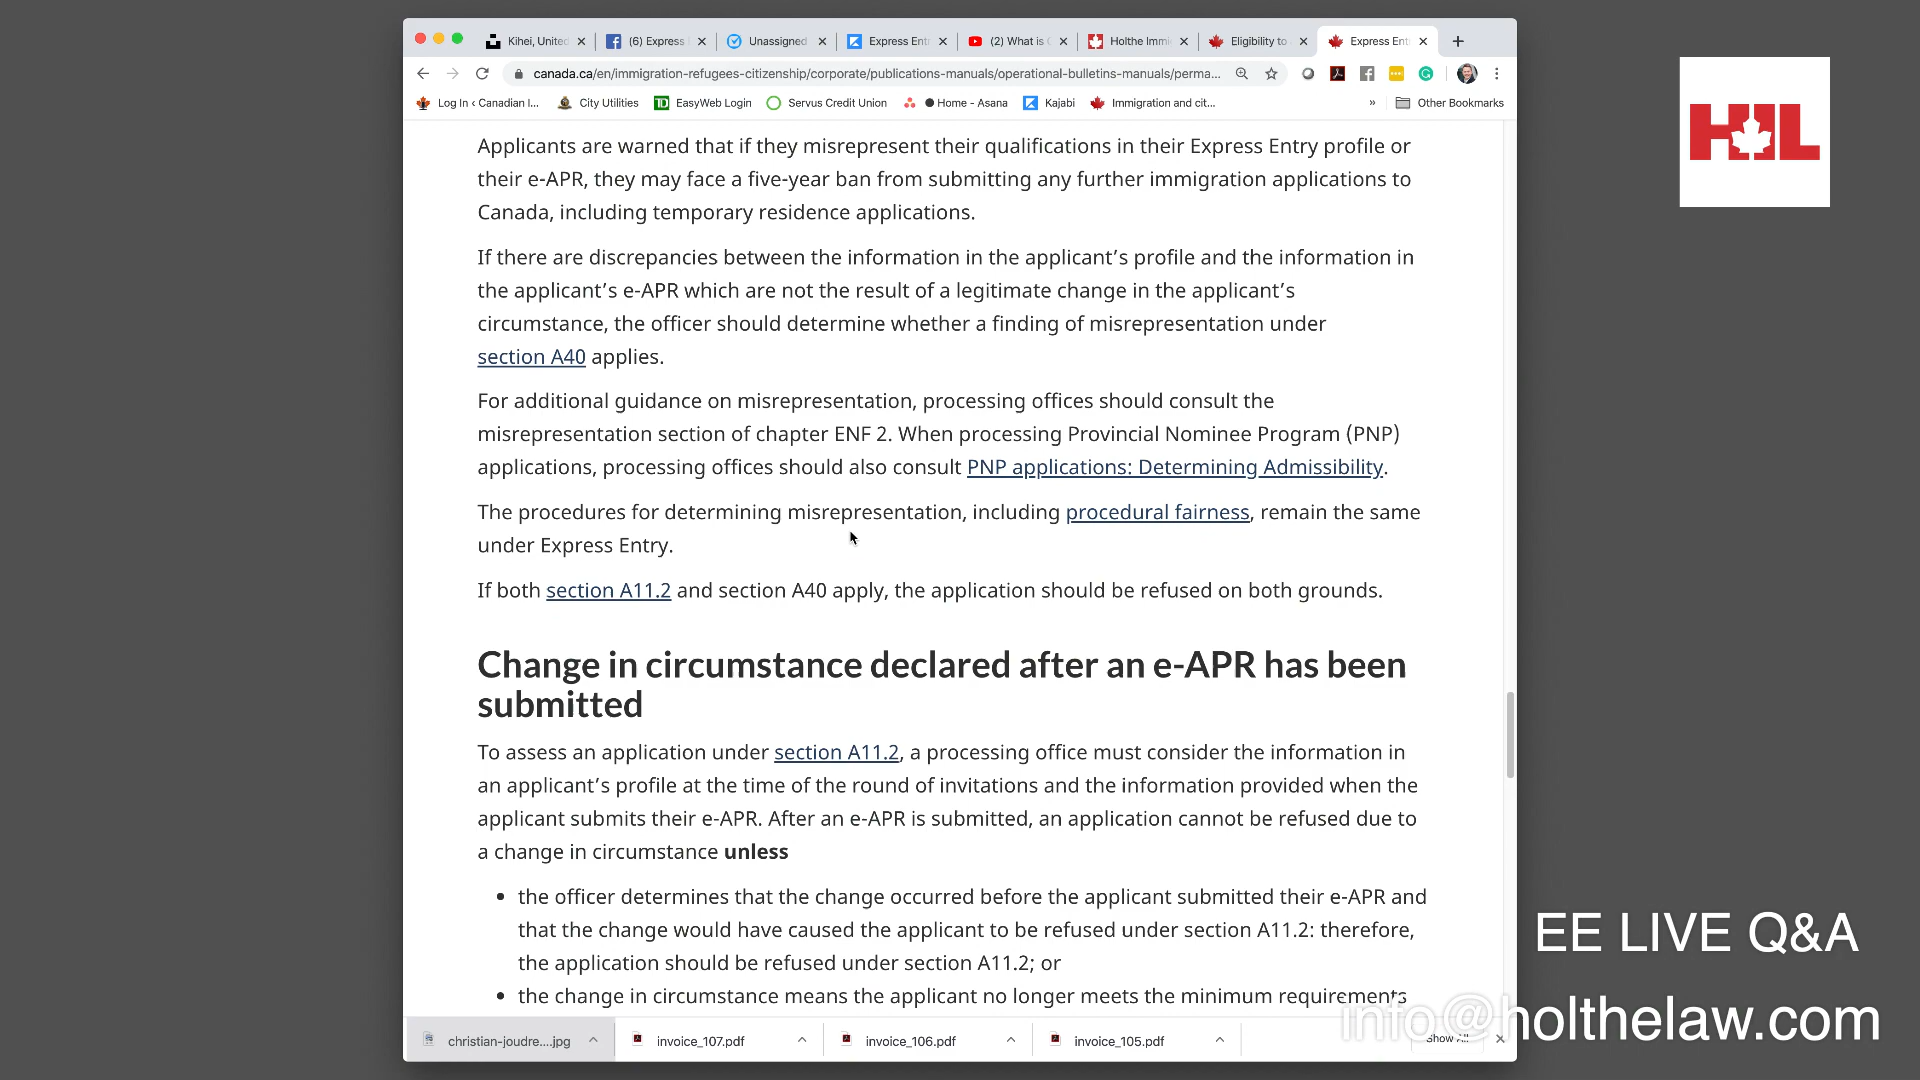 Kihei, United
(6) Express
Unassigned
Express Entr
(2) What is
Holthe Immi
Eligibility to
Express Ent
canada.ca/en/immigration-refugees-citizenship/corporate/publications-manuals/operational-bulletins-manuals/perma...
Log In ‹ Canadian I...
City Utilities
EasyWeb Login
Servus Credit Union
Home - Asana
Kajabi
Immigration and cit...
»
Other Bookmarks
HIL
Applicants are warned that if they misrepresent their qualifications in their Express Entry profile or
their e-APR, they may face a five-year ban from submitting any further immigration applications to
Canada, including temporary residence applications.
If there are discrepancies between the information in the applicant’s profile and the information in
the applicant’s e-APR which are not the result of a legitimate change in the applicant’s
circumstance, the officer should determine whether a finding of misrepresentation under
section A40 applies.
For additional guidance on misrepresentation, processing offices should consult the
misrepresentation section of chapter ENF 2. When processing Provincial Nominee Program (PNP)
applications, processing offices should also consult PNP applications: Determining Admissibility.
The procedures for determining misrepresentation, including procedural fairness, remain the same
under Express Entry.
If both section A11.2 and section A40 apply, the application should be refused on both grounds.
Change in circumstance declared after an e-APR has been
submitted
To assess an application under section A11.2, a processing office must consider the information in
an applicant’s profile at the time of the round of invitations and the information provided when the
applicant submits their e-APR. After an e-APR is submitted, an application cannot be refused due to
a change in circumstance unless
• the officer determines that the change occurred before the applicant submitted their e-APR and
that the change would have caused the applicant to be refused under section A11.2: therefore,
the application should be refused under section A11.2; or
• the change in circumstance means the applicant no longer meets the minimum requirements
EE LIVE Q&A
info@holthelaw.com
christian-joudre....jpg
invoice_107.pdf
invoice_106.pdf
invoice_105.pdf
Show All